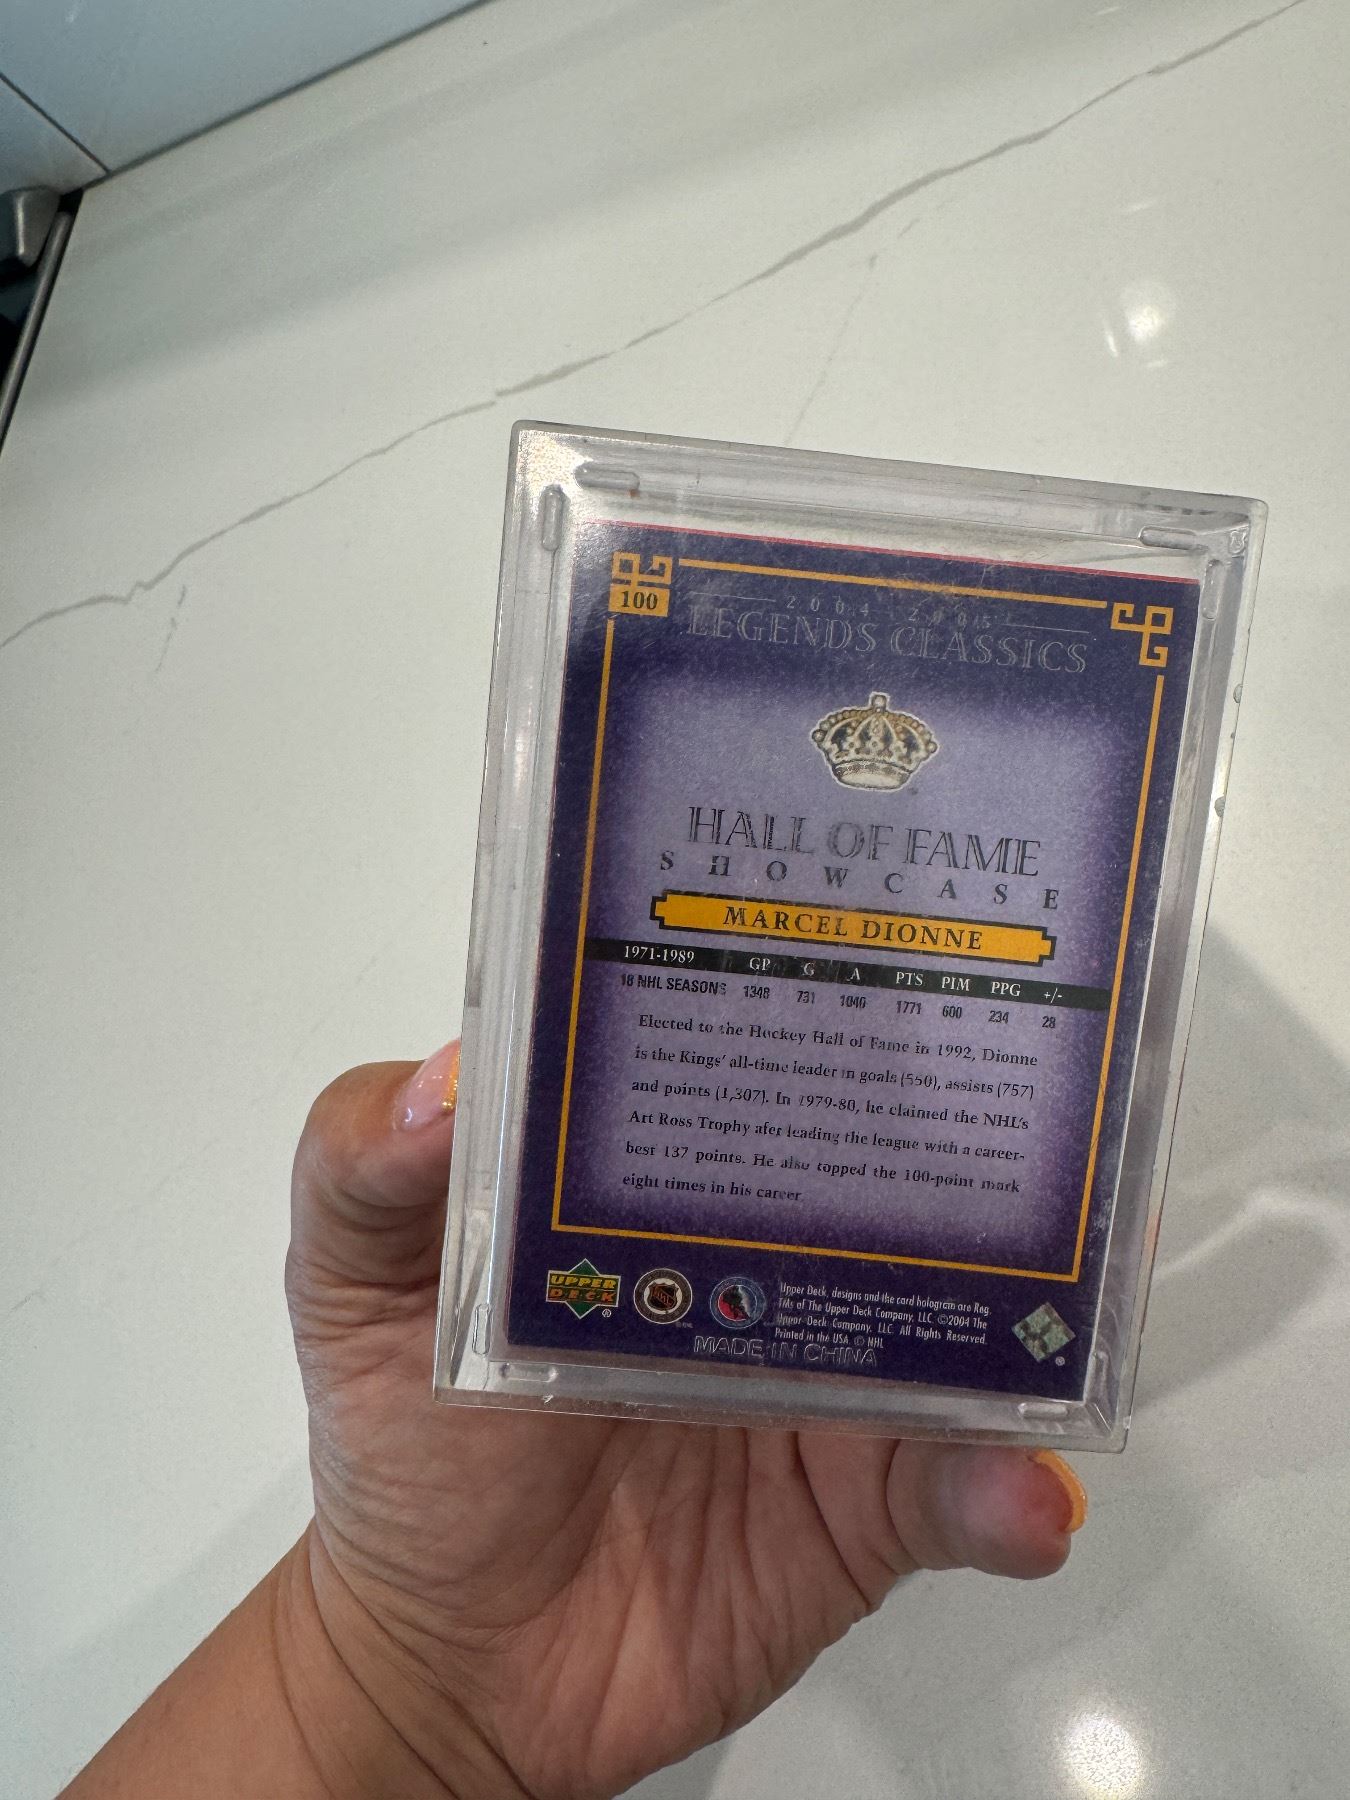 100
2004 2005
LEGENDS CLASSICS
HALL OF FAME
SHOWCASE
MARCEL DIONNE
1971-1989 GP G A PTS PIM PPG +/-
18 NHL SEASONS 1348 731 1040 1771 600 234 28
Elected to the Hockey Hall of Fame in 1992, Dionne
is the Kings' all-time leader in goals (550), assists (757)
and points (1,307). In 1979-80, he claimed the NHL's
Art Ross Trophy afer leading the league with a career-
best 137 points. He also topped the 100-point mark
eight times in his career.
UPPER
DECK ®
NHL
Upper Deck, designs and the card hologram are Reg.
TMs of The Upper Deck Company, LLC. ©2004 The
Upper Deck Company, LLC. All Rights Reserved.
Printed in the USA. © NHL
®
MADE IN CHINA